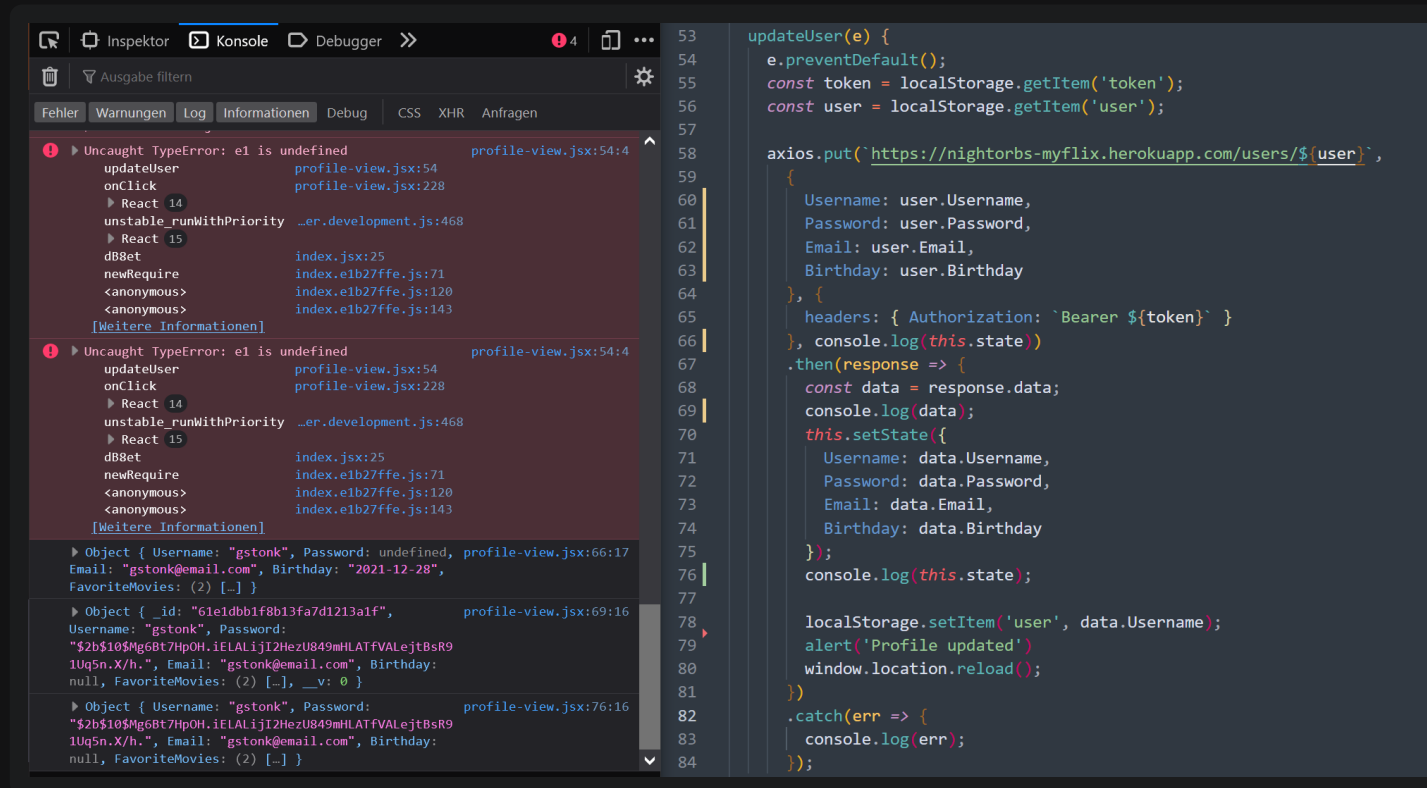 Inspektor Konsole Debugger 4
Ausgabe filtern
Fehler Warnungen Log Informationen Debug CSS XHR Anfragen
Uncaught TypeError: e1 is undefined profile-view.jsx:54:4
updateUser profile-view.jsx:54
onClick profile-view.jsx:228
React 14
unstable_runWithPriority …er.development.js:468
React 15
dB8et index.jsx:25
newRequire index.e1b27ffe.js:71
<anonymous> index.e1b27ffe.js:120
<anonymous> index.e1b27ffe.js:143
[Weitere Informationen]
Uncaught TypeError: e1 is undefined profile-view.jsx:54:4
updateUser profile-view.jsx:54
onClick profile-view.jsx:228
React 14
unstable_runWithPriority …er.development.js:468
React 15
dB8et index.jsx:25
newRequire index.e1b27ffe.js:71
<anonymous> index.e1b27ffe.js:120
<anonymous> index.e1b27ffe.js:143
[Weitere Informationen]
Object { Username: "gstonk", Password: undefined, profile-view.jsx:66:17
Email: "gstonk@email.com", Birthday: "2021-12-28",
FavoriteMovies: (2) […] }
Object { _id: "61e1dbb1f8b13fa7d1213a1f", profile-view.jsx:69:16
Username: "gstonk", Password:
"$2b$10$Mg6Bt7HpOH.iELALijI2HezU849mHLATfVALejtBsR9
1Uq5n.X/h.", Email: "gstonk@email.com", Birthday:
null, FavoriteMovies: (2) […], __v: 0 }
Object { Username: "gstonk", Password: profile-view.jsx:76:16
"$2b$10$Mg6Bt7HpOH.iELALijI2HezU849mHLATfVALejtBsR9
1Uq5n.X/h.", Email: "gstonk@email.com", Birthday:
null, FavoriteMovies: (2) […] }
53 updateUser(e) {
54 e.preventDefault();
55 const token = localStorage.getItem('token');
56 const user = localStorage.getItem('user');
57
58 axios.put(`https://nightorbs-myflix.herokuapp.com/users/${user}`,
59 {
60 Username: user.Username,
61 Password: user.Password,
62 Email: user.Email,
63 Birthday: user.Birthday
64 }, {
65 headers: { Authorization: `Bearer ${token}` }
66 }, console.log(this.state))
67 .then(response => {
68 const data = response.data;
69 console.log(data);
70 this.setState({
71 Username: data.Username,
72 Password: data.Password,
73 Email: data.Email,
74 Birthday: data.Birthday
75 });
76 console.log(this.state);
77
78 localStorage.setItem('user', data.Username);
79 alert('Profile updated')
80 window.location.reload();
81 })
82 .catch(err => {
83 console.log(err);
84 });